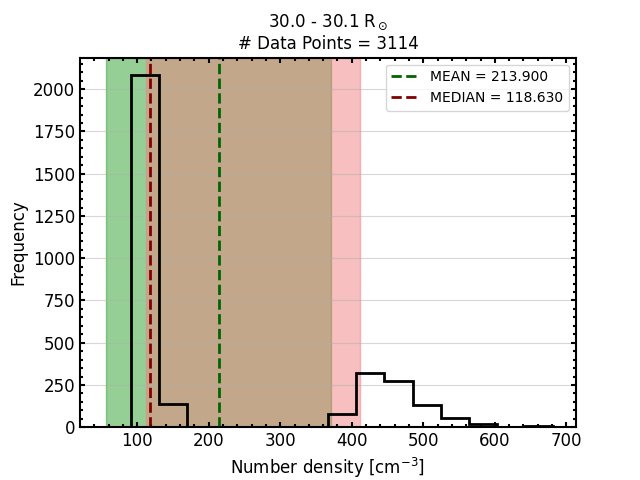 30.0 - 30.1 R⊙
# Data Points = 3114
MEAN = 213.900
MEDIAN = 118.630
2000
1750
1500
1250
1000
750
500
250
0
Frequency
100 200 300 400 500 600 700
Number density [cm⁻³]